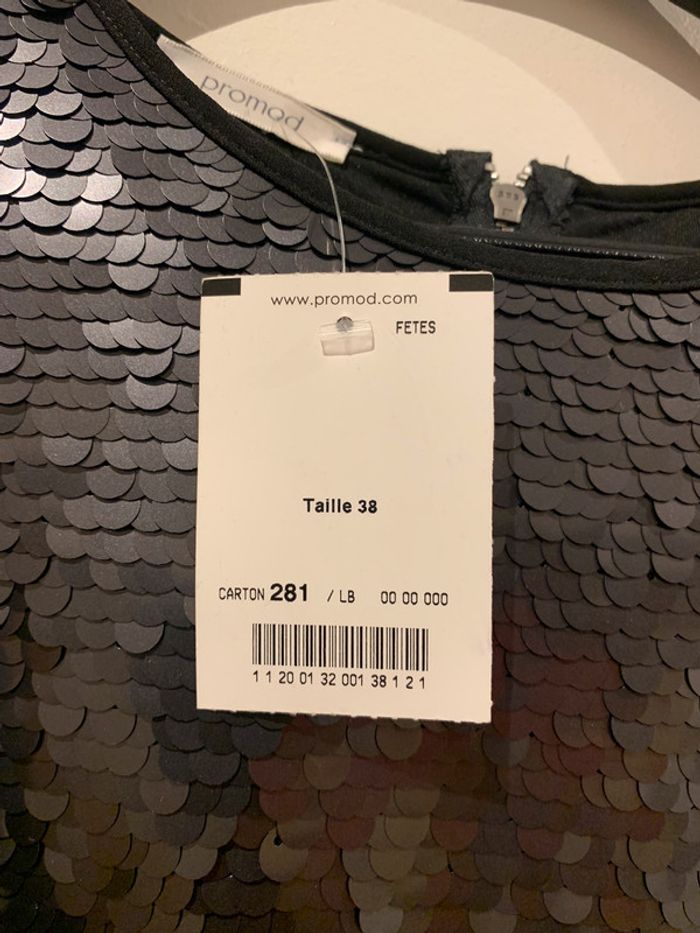 promod
www.promod.com
FETES
Taille 38
CARTON 281 / LB 00 00 000
1 1 20 01 32 001 38 1 2 1